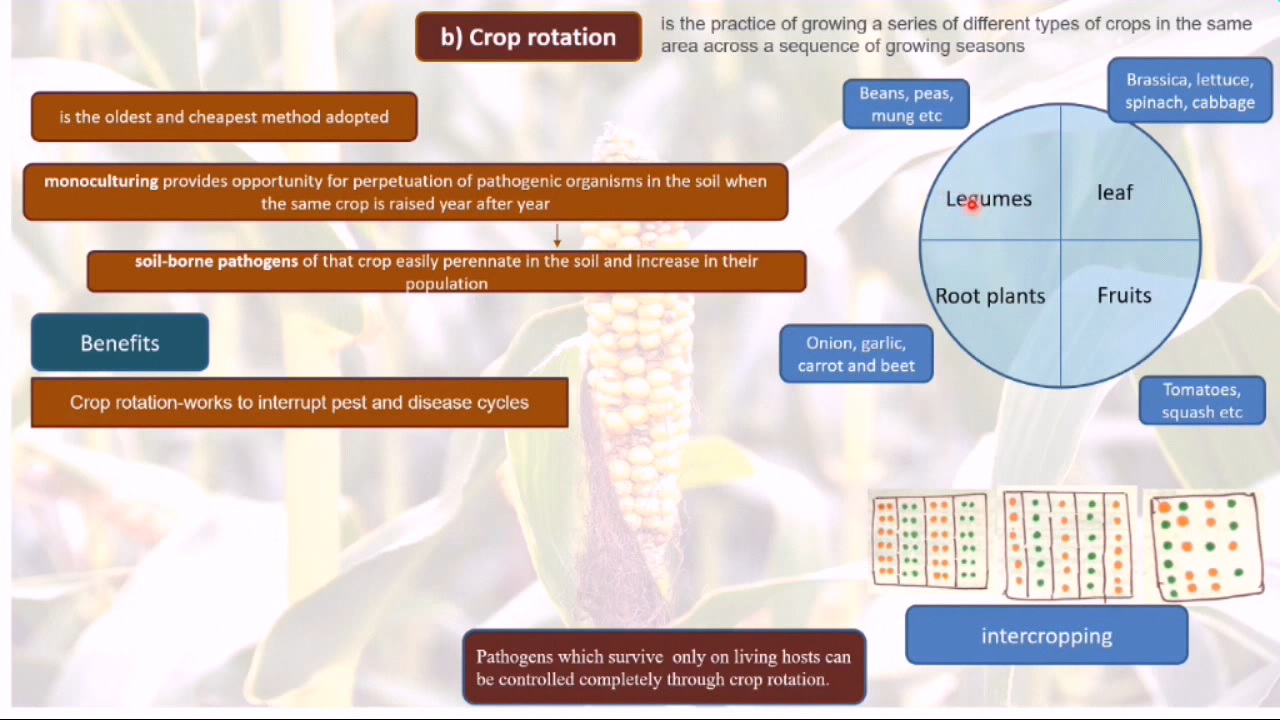 b) Crop rotation
is the practice of growing a series of different types of crops in the same
area across a sequence of growing seasons
is the oldest and cheapest method adopted
monoculturing provides opportunity for perpetuation of pathogenic organisms in the soil when
the same crop is raised year after year
soil-borne pathogens of that crop easily perennate in the soil and increase in their
population
Benefits
Crop rotation-works to interrupt pest and disease cycles
Beans, peas,
mung etc
Brassica, lettuce,
spinach, cabbage
Legumes
leaf
Root plants
Fruits
Onion, garlic,
carrot and beet
Tomatoes,
squash etc
intercropping
Pathogens which survive only on living hosts can
be controlled completely through crop rotation.